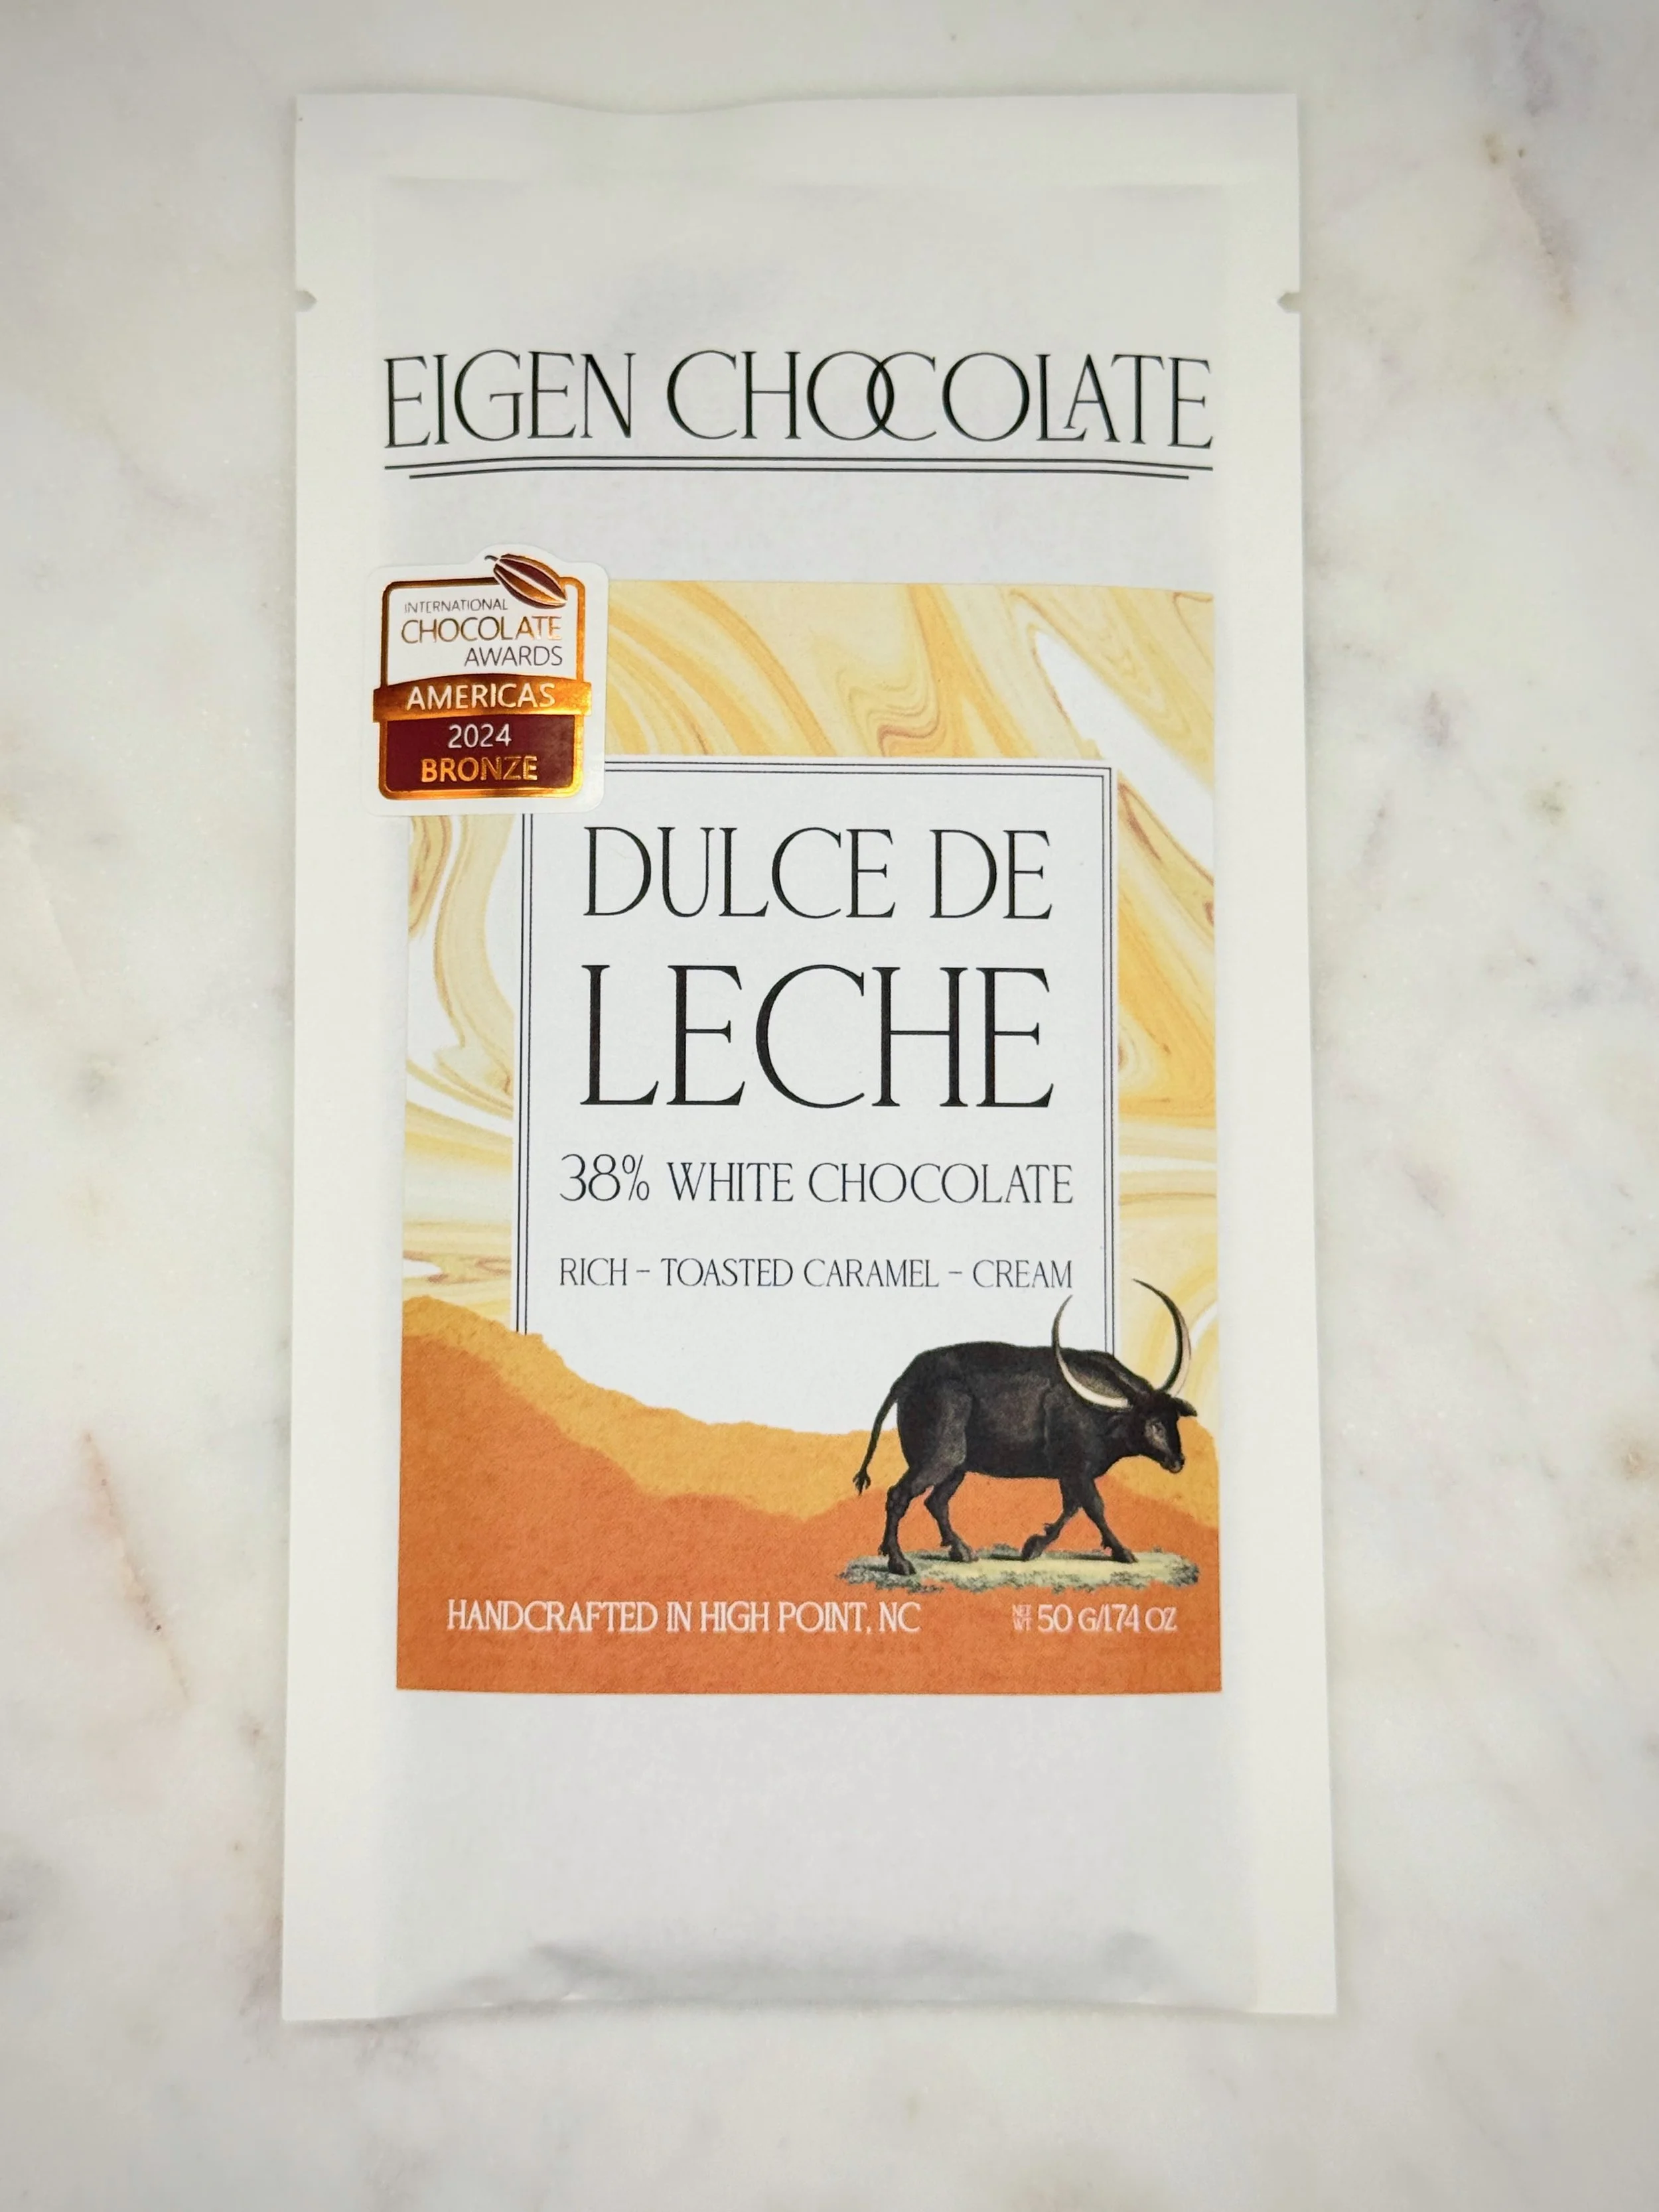 EIGEN CHOCOLATE
INTERNATIONAL
CHOCOLATE
AWARDS
AMERICAS
2024
BRONZE
DULCE DE
LECHE
38% WHITE CHOCOLATE
RICH – TOASTED CARAMEL – CREAM
HANDCRAFTED IN HIGH POINT, NC
NET WT 50 G/1.74 OZ